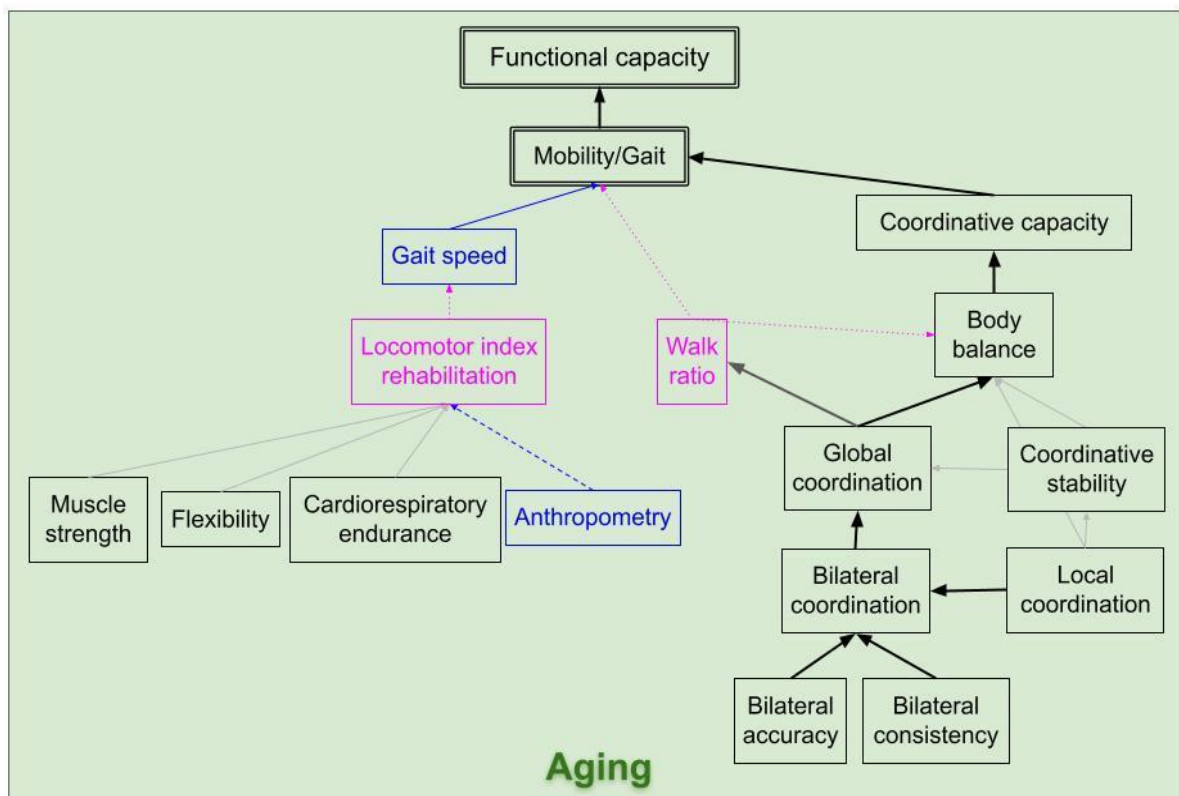 Functional capacity
Mobility/Gait
Coordinative capacity
Gait speed
Body
balance
Locomotor index
rehabilitation
Walk
ratio
Global
coordination
Coordinative
stability
Muscle
strength
Flexibility
Cardiorespiratory
endurance
Anthropometry
Bilateral
coordination
Local
coordination
Bilateral
accuracy
Bilateral
consistency
Aging